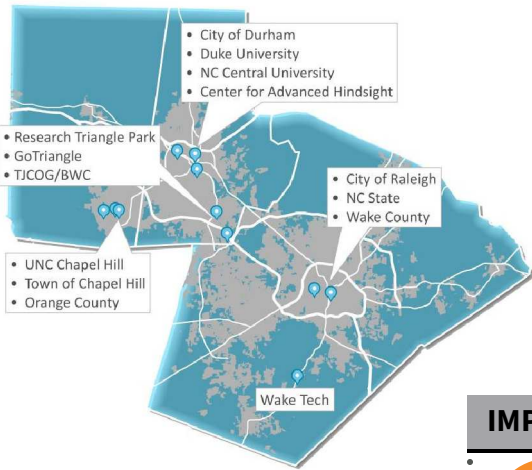 • City of Durham
• Duke University
• NC Central University
• Center for Advanced Hindsight
• Research Triangle Park
• GoTriangle
• TJCOG/BWC
• City of Raleigh
• NC State
• Wake County
• UNC Chapel Hill
• Town of Chapel Hill
• Orange County
Wake Tech
IMP